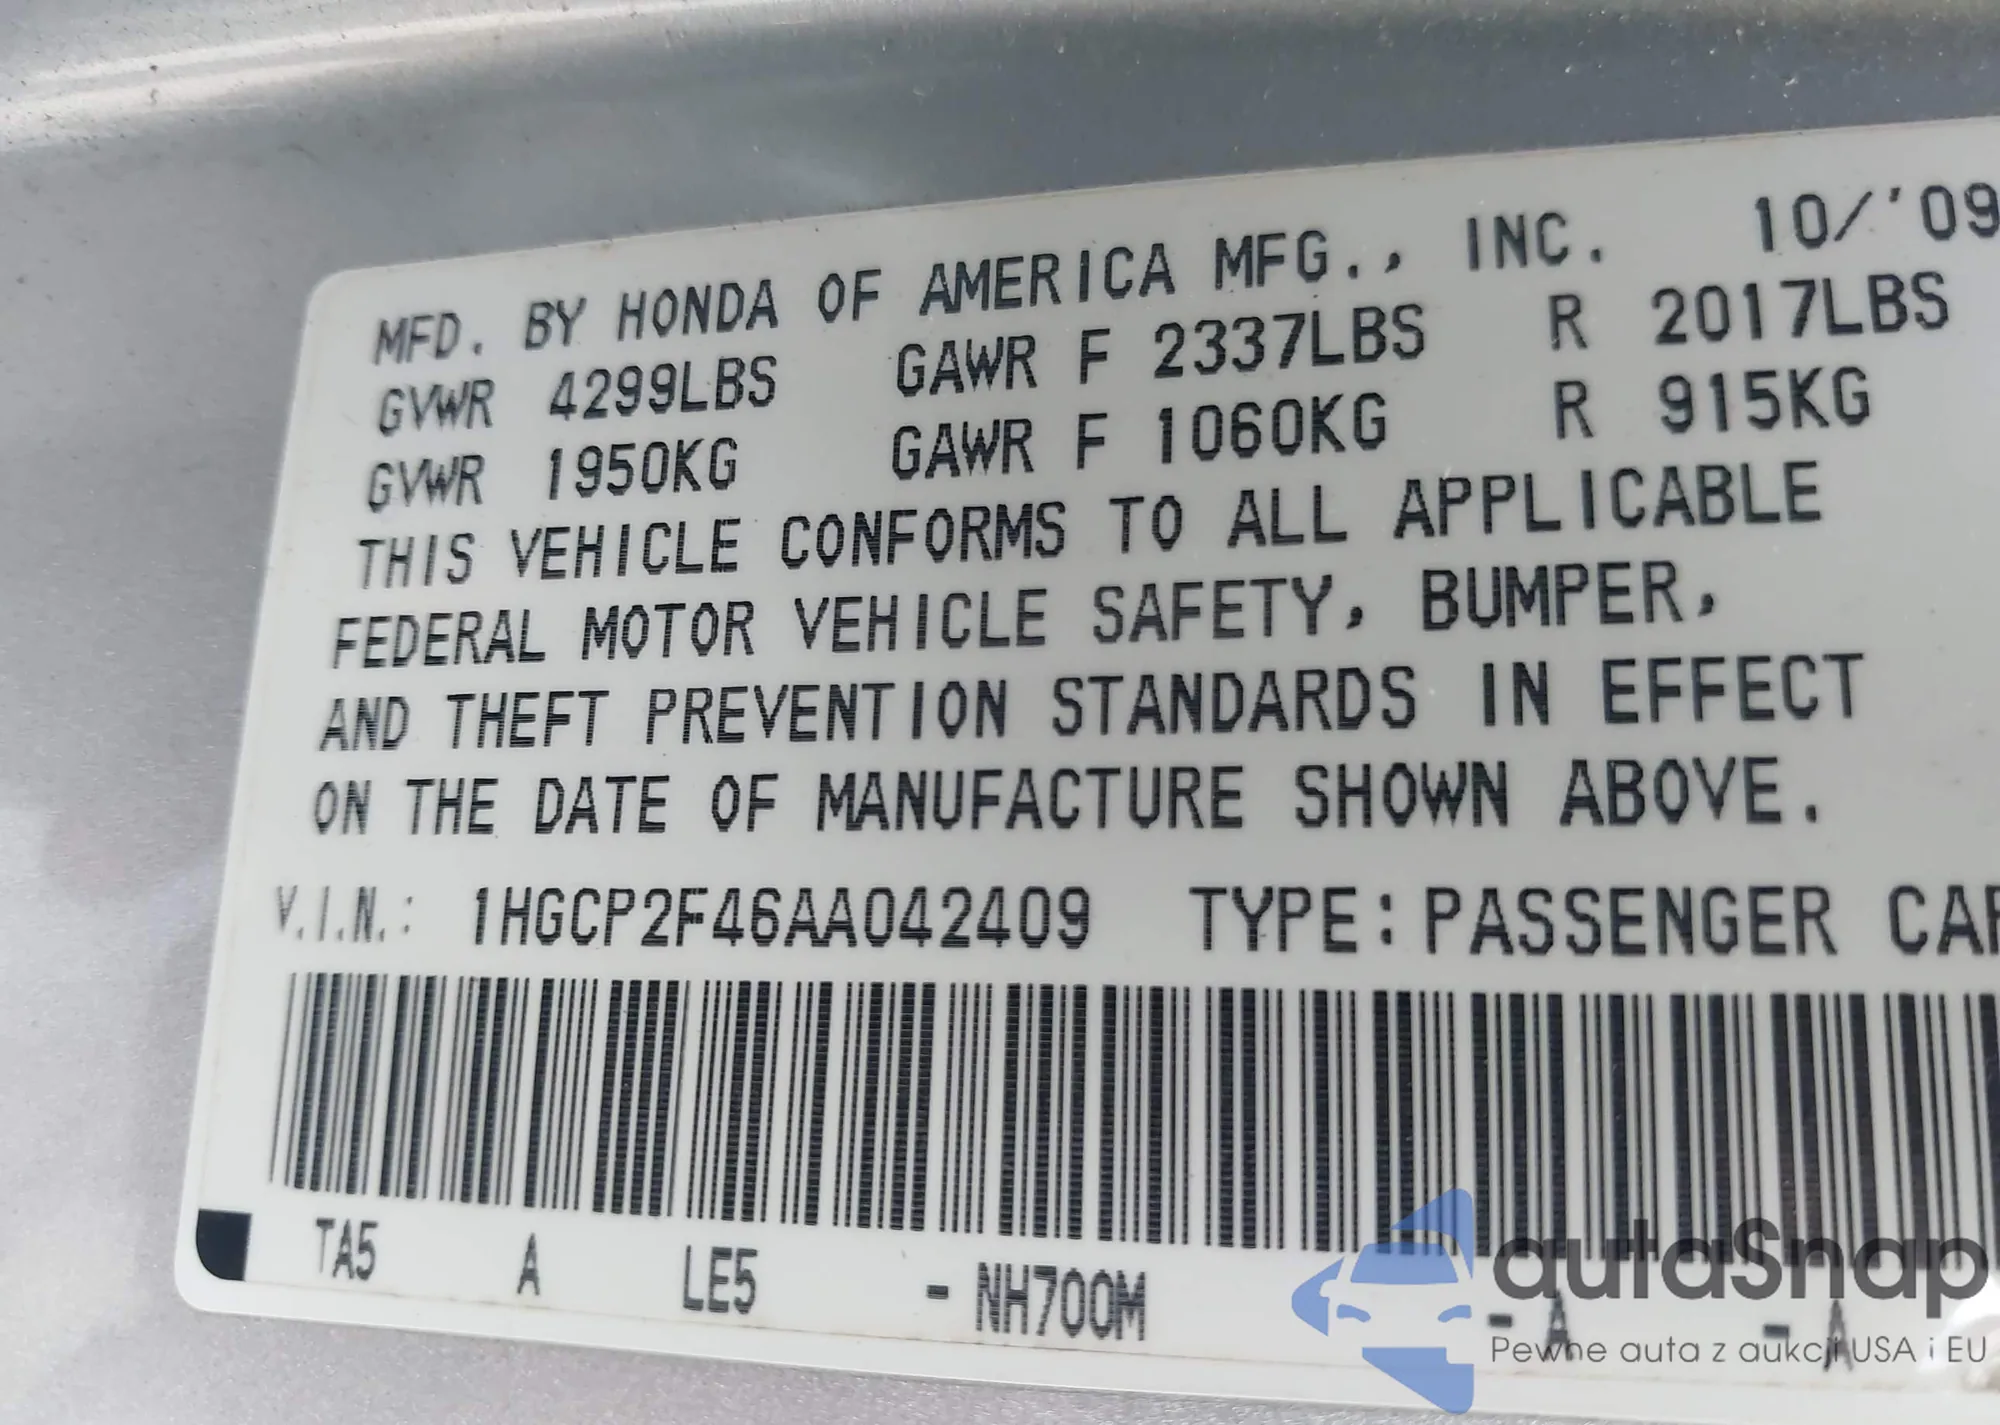 MFD. BY HONDA OF AMERICA MFG., INC. 10/'09
GVWR 4299LBS GAWR F 2337LBS R 2017LBS
GVWR 1950KG GAWR F 1060KG R 915KG
THIS VEHICLE CONFORMS TO ALL APPLICABLE
FEDERAL MOTOR VEHICLE SAFETY, BUMPER,
AND THEFT PREVENTION STANDARDS IN EFFECT
ON THE DATE OF MANUFACTURE SHOWN ABOVE.
V.I.N.: 1HGCP2F46AA042409 TYPE:PASSENGER CAR
TA5 A LE5 - NH700M - A - A
autaSnap
Pewne auta z aukcji USA i EU